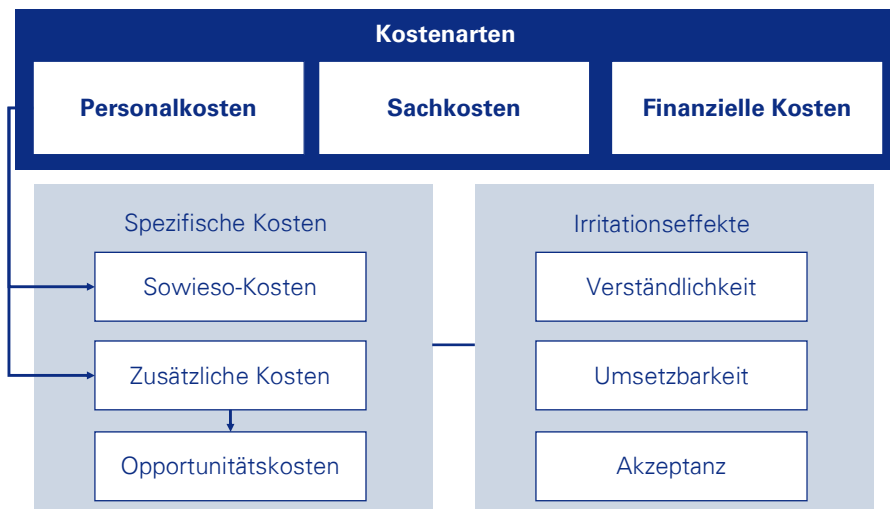 Kostenarten
Personalkosten
Sachkosten
Finanzielle Kosten
Spezifische Kosten
Sowieso-Kosten
Zusätzliche Kosten
Opportunitätskosten
Irritationseffekte
Verständlichkeit
Umsetzbarkeit
Akzeptanz